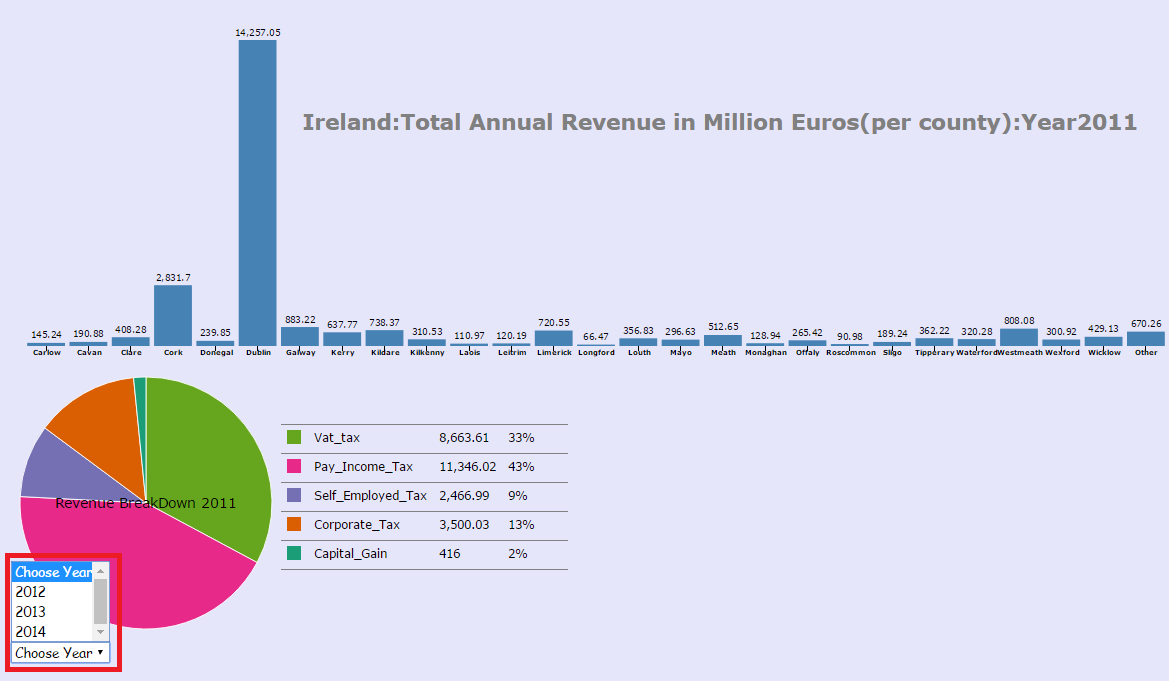 14,257.05
Ireland:Total Annual Revenue in Million Euros(per county):Year2011
2,831.7
145.24 190.88 408.28 239.85 883.22 637.77 738.37 310.53 110.97 120.19 720.55 66.47 356.83 296.63 512.65 128.94 265.42 90.98 189.24 362.22 320.28 808.08 300.92 429.13 670.26
Carlow Cavan Clare Cork Donegal Dublin Galway Kerry Kildare Kilkenny Laois Leitrim Limerick Longford Louth Mayo Meath Monaghan Offaly Roscommon Sligo Tipperary Waterford Westmeath Wexford Wicklow Other
Vat_tax 8,663.61 33%
Pay_Income_Tax 11,346.02 43%
Self_Employed_Tax 2,466.99 9%
Corporate_Tax 3,500.03 13%
Capital_Gain 416 2%
Revenue BreakDown 2011
Choose Year
2012
2013
2014
Choose Year